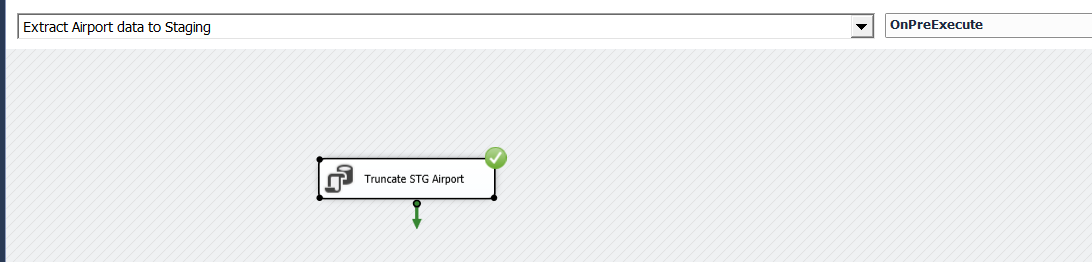 Extract Airport data to Staging
OnPreExecute
Truncate STG Airport